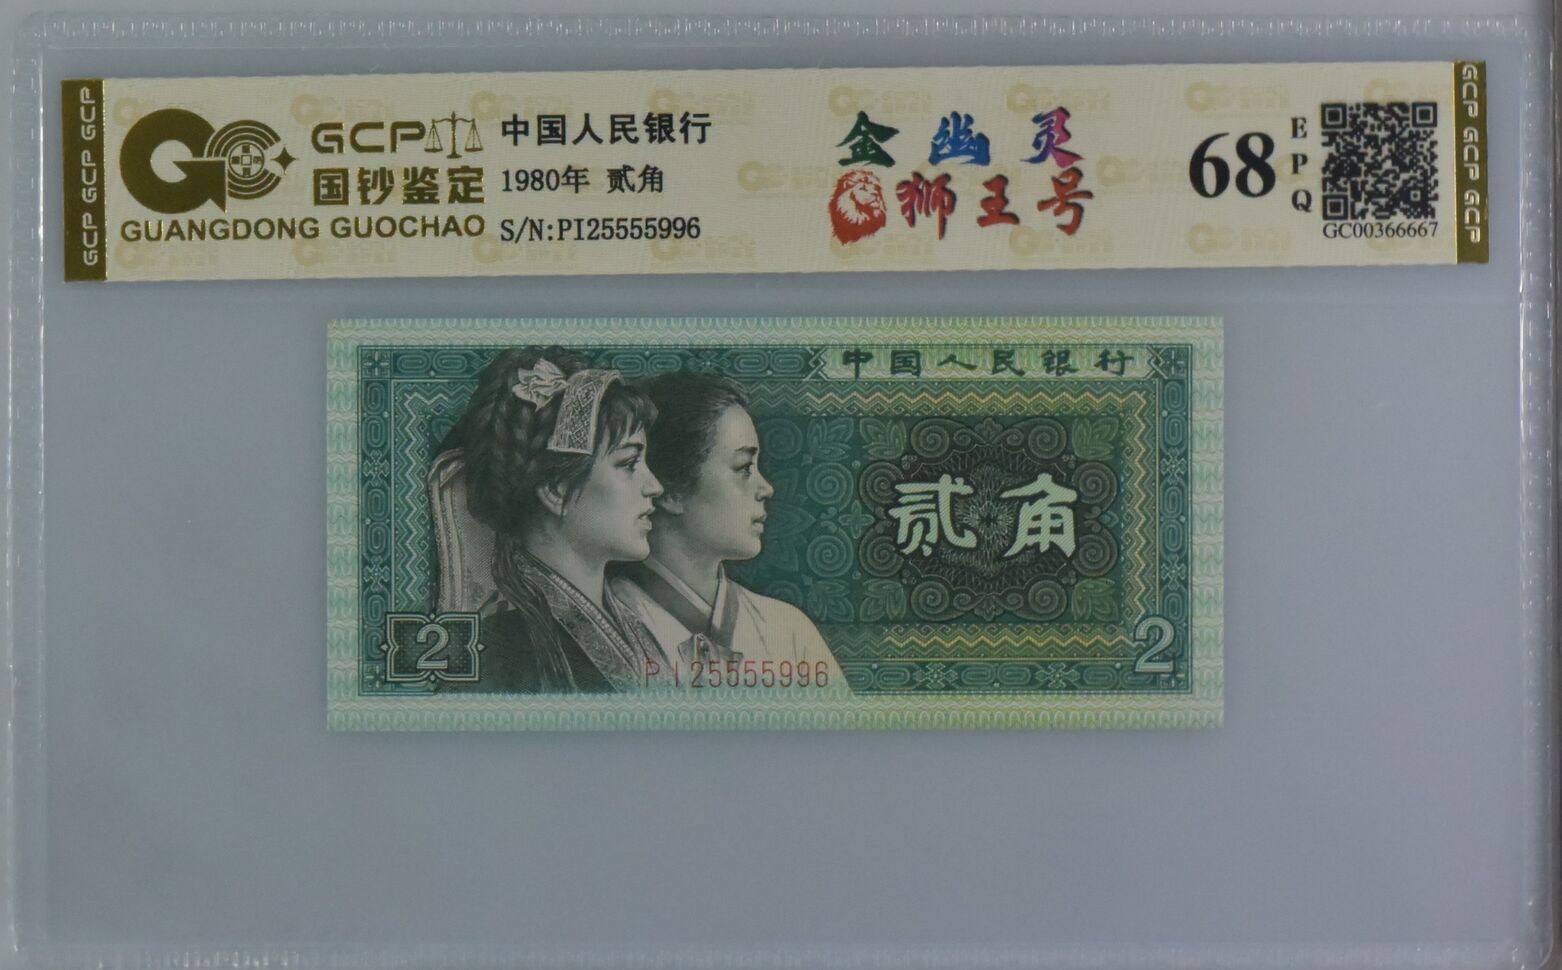 GCP GCP GCP
GCP
国钞鉴定
GUANGDONG GUOCHAO
中国人民银行
1980年 贰角
S/N:PI25555996
金幽灵
狮王号
68
EPQ
GC00366667
GCP GCP GCP
中国人民银行
贰角
2
2
PI25555996